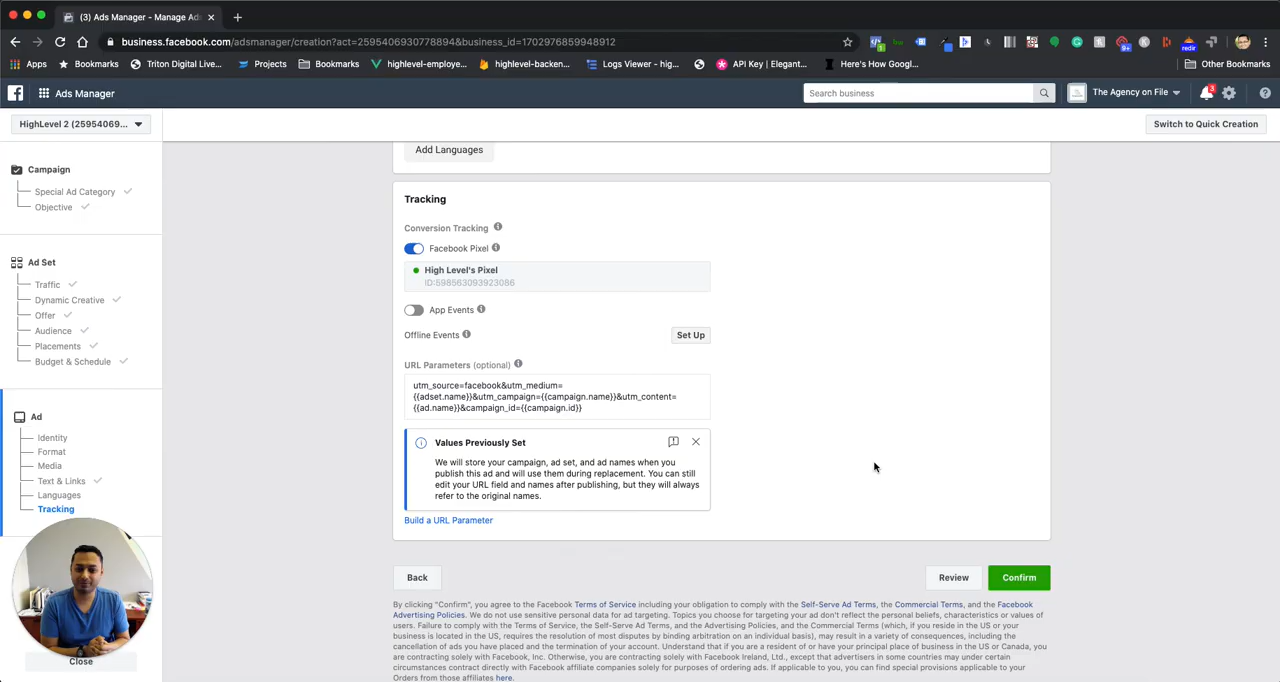 (3) Ads Manager - Manage Ad
business.facebook.com/adsmanager/creation?act=2595406930778894&business_id=1702976859948912
9+
redir
Apps
Bookmarks
Triton Digital Live...
Projects
Bookmarks
highlevel-employe...
highlevel-backen...
Logs Viewer - hig...
API Key | Elegant...
Here's How Googl...
Other Bookmarks
Ads Manager
Search business
The Agency on File
3
HighLevel 2 (25954069...
Switch to Quick Creation
Campaign
Special Ad Category
Objective
Ad Set
Traffic
Dynamic Creative
Offer
Audience
Placements
Budget & Schedule
Ad
Identity
Format
Media
Text & Links
Languages
Tracking
Close
Add Languages
Tracking
Conversion Tracking
Facebook Pixel
High Level's Pixel
ID:598563093923086
App Events
Offline Events
Set Up
URL Parameters (optional)
utm_source=facebook&utm_medium=
{{adset.name}}&utm_campaign={{campaign.name}}&utm_content=
{{ad.name}}&campaign_id={{campaign.id}}
Values Previously Set
We will store your campaign, ad set, and ad names when you
publish this ad and will use them during replacement. You can still
edit your URL field and names after publishing, but they will always
refer to the original names.
Build a URL Parameter
Back
Review
Confirm
By clicking "Confirm", you agree to the Facebook Terms of Service including your obligation to comply with the Self-Serve Ad Terms, the Commercial Terms, and the Facebook
Advertising Policies. We do not use sensitive personal data for ad targeting. Topics you choose for targeting your ad don't reflect the personal beliefs, characteristics or values of
users. Failure to comply with the Terms of Service, the Self-Serve Ad Terms, the Advertising Policies, and the Commercial Terms (which, if you reside in the US or your
business is located in the US, requires the resolution of most disputes by binding arbitration on an individual basis), may result in a variety of consequences, including the
cancellation of ads you have placed and the termination of your account. Understand that if you are a resident of or have your principal place of business in the US or Canada, you
are contracting solely with Facebook, Inc. Otherwise, you are contracting solely with Facebook Ireland, Ltd., except that advertisers in some countries may under certain
circumstances contract directly with Facebook affiliate companies solely for purposes of ordering ads. If applicable to you, you can find special provisions applicable to your
Orders from those affiliates here.